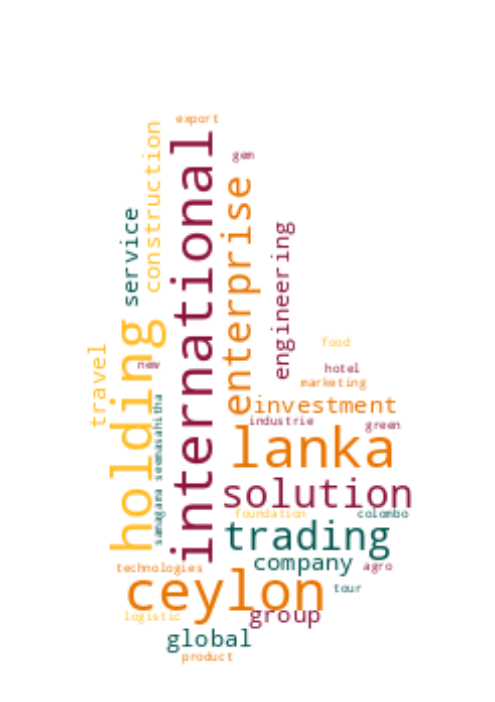 export
gem
construction
international
enterprise
service
engineering
holding
travel
food
new
hotel
marketing
samagara seemasahitha
investment
industrie
green
lanka
solution
foundation
colombo
trading
company
technologies
agro
ceylon
tour
logistic
group
global
product